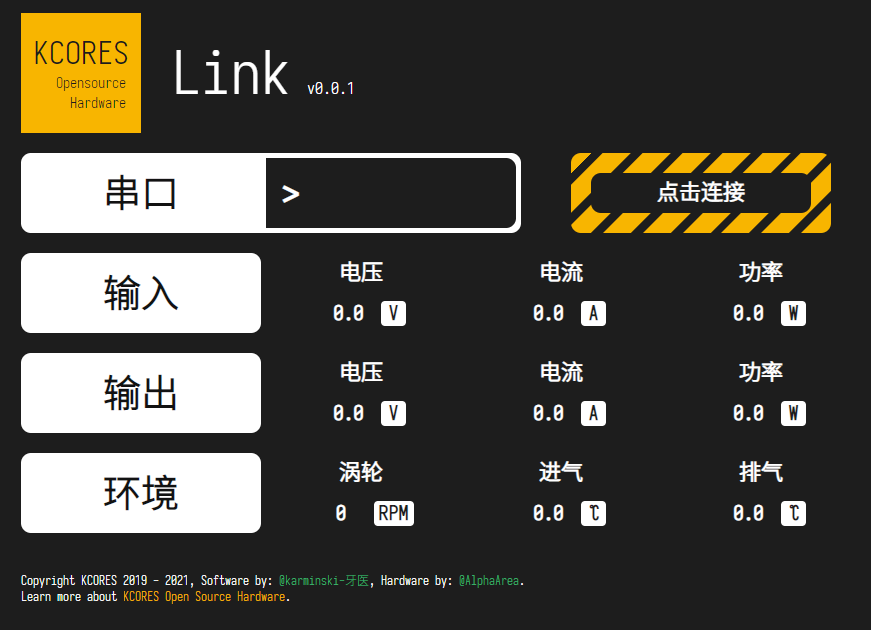 KCORES
Opensource
Hardware
Link v0.0.1
串口 > 点击连接
输入 电压 电流 功率
0.0 V 0.0 A 0.0 W
输出 电压 电流 功率
0.0 V 0.0 A 0.0 W
环境 涡轮 进气 排气
0 RPM 0.0 ℃ 0.0 ℃
Copyright KCORES 2019 - 2021, Software by: @karminski-牙医, Hardware by: @AlphaArea.
Learn more about KCORES Open Source Hardware.